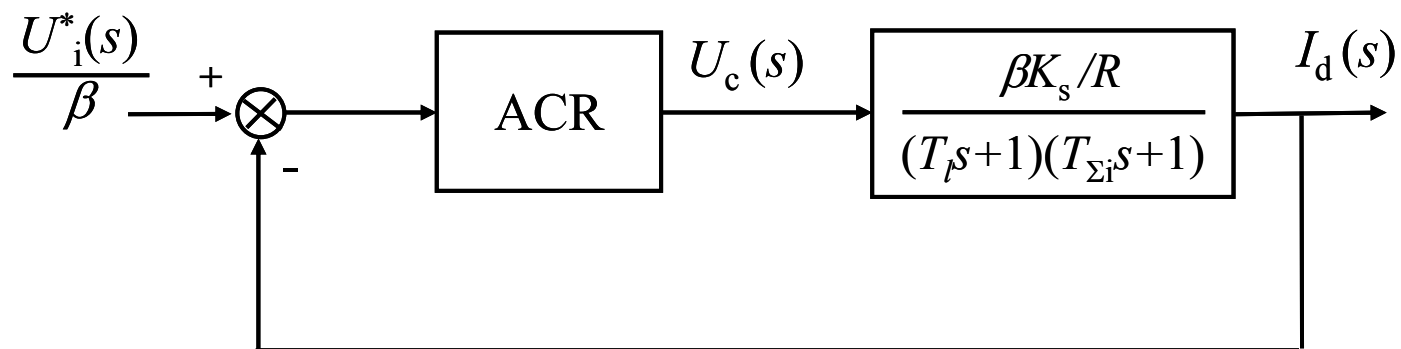 U*i(s)
β
+
-
ACR
Uc(s)
βKs/R
(Tls+1)(TΣis+1)
Id(s)